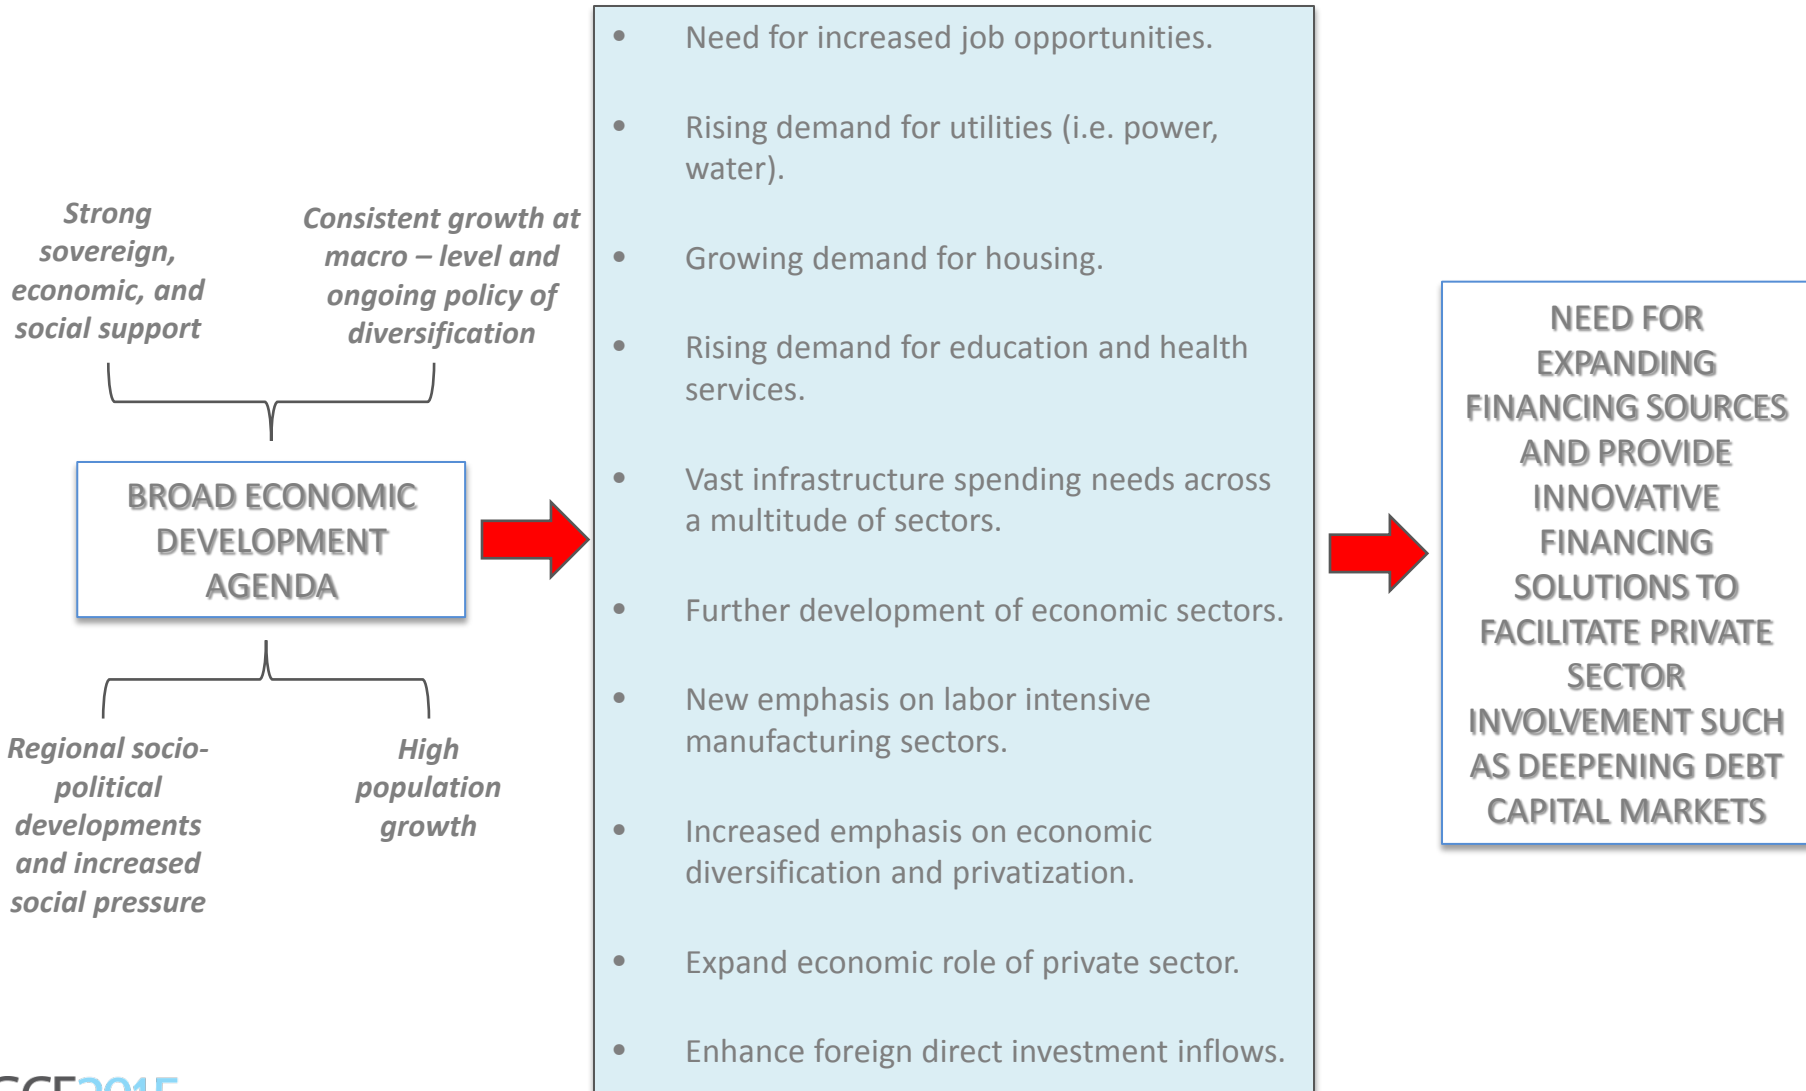 Strong
sovereign,
economic, and
social support
Consistent growth at
macro – level and
ongoing policy of
diversification
BROAD ECONOMIC
DEVELOPMENT
AGENDA
Regional socio-
political
developments
and increased
social pressure
High
population
growth
• Need for increased job opportunities.
• Rising demand for utilities (i.e. power,
water).
• Growing demand for housing.
• Rising demand for education and health
services.
• Vast infrastructure spending needs across
a multitude of sectors.
• Further development of economic sectors.
• New emphasis on labor intensive
manufacturing sectors.
• Increased emphasis on economic
diversification and privatization.
• Expand economic role of private sector.
• Enhance foreign direct investment inflows.
NEED FOR
EXPANDING
FINANCING SOURCES
AND PROVIDE
INNOVATIVE
FINANCING
SOLUTIONS TO
FACILITATE PRIVATE
SECTOR
INVOLVEMENT SUCH
AS DEEPENING DEBT
CAPITAL MARKETS